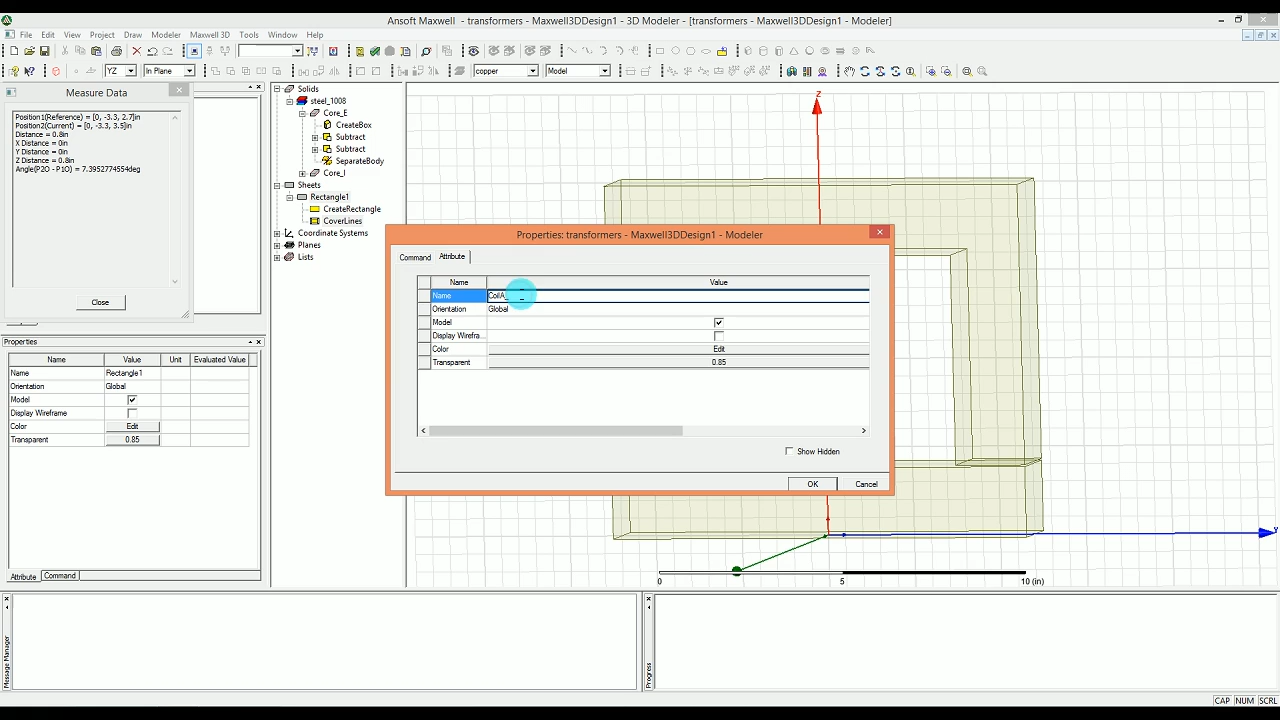 Ansoft Maxwell - transformers - Maxwell3DDesign1 - 3D Modeler - [transformers - Maxwell3DDesign1 - Modeler]
File Edit View Project Draw Modeler Maxwell 3D Tools Window Help
YZ In Plane copper Model
Measure Data
Position1(Reference) = [0, -3.3, 2.7]in
Position2(Current) = [0, -3.3, 3.5]in
Distance = 0.8in
X Distance = 0in
Y Distance = 0in
Z Distance = 0.8in
Angle(P2O - P1O) = 7.3952774554deg
Close
Solids
steel_1008
Core_E
CreateBox
Subtract
Subtract
SeparateBody
Core_I
Sheets
Rectangle1
CreateRectangle
CoverLines
Coordinate Systems
Planes
Lists
Properties
Name Value Unit Evaluated Value
Name Rectangle1
Orientation Global
Model
Display Wireframe
Color Edit
Transparent 0.85
Attribute Command
Properties: transformers - Maxwell3DDesign1 - Modeler
Command Attribute
Name Value
Name CoilA_
Orientation Global
Model
Display Wirefra...
Color Edit
Transparent 0.85
Show Hidden
OK Cancel
Z
Y
0 5 10 (in)
Message Manager
Progress
CAP NUM SCRL